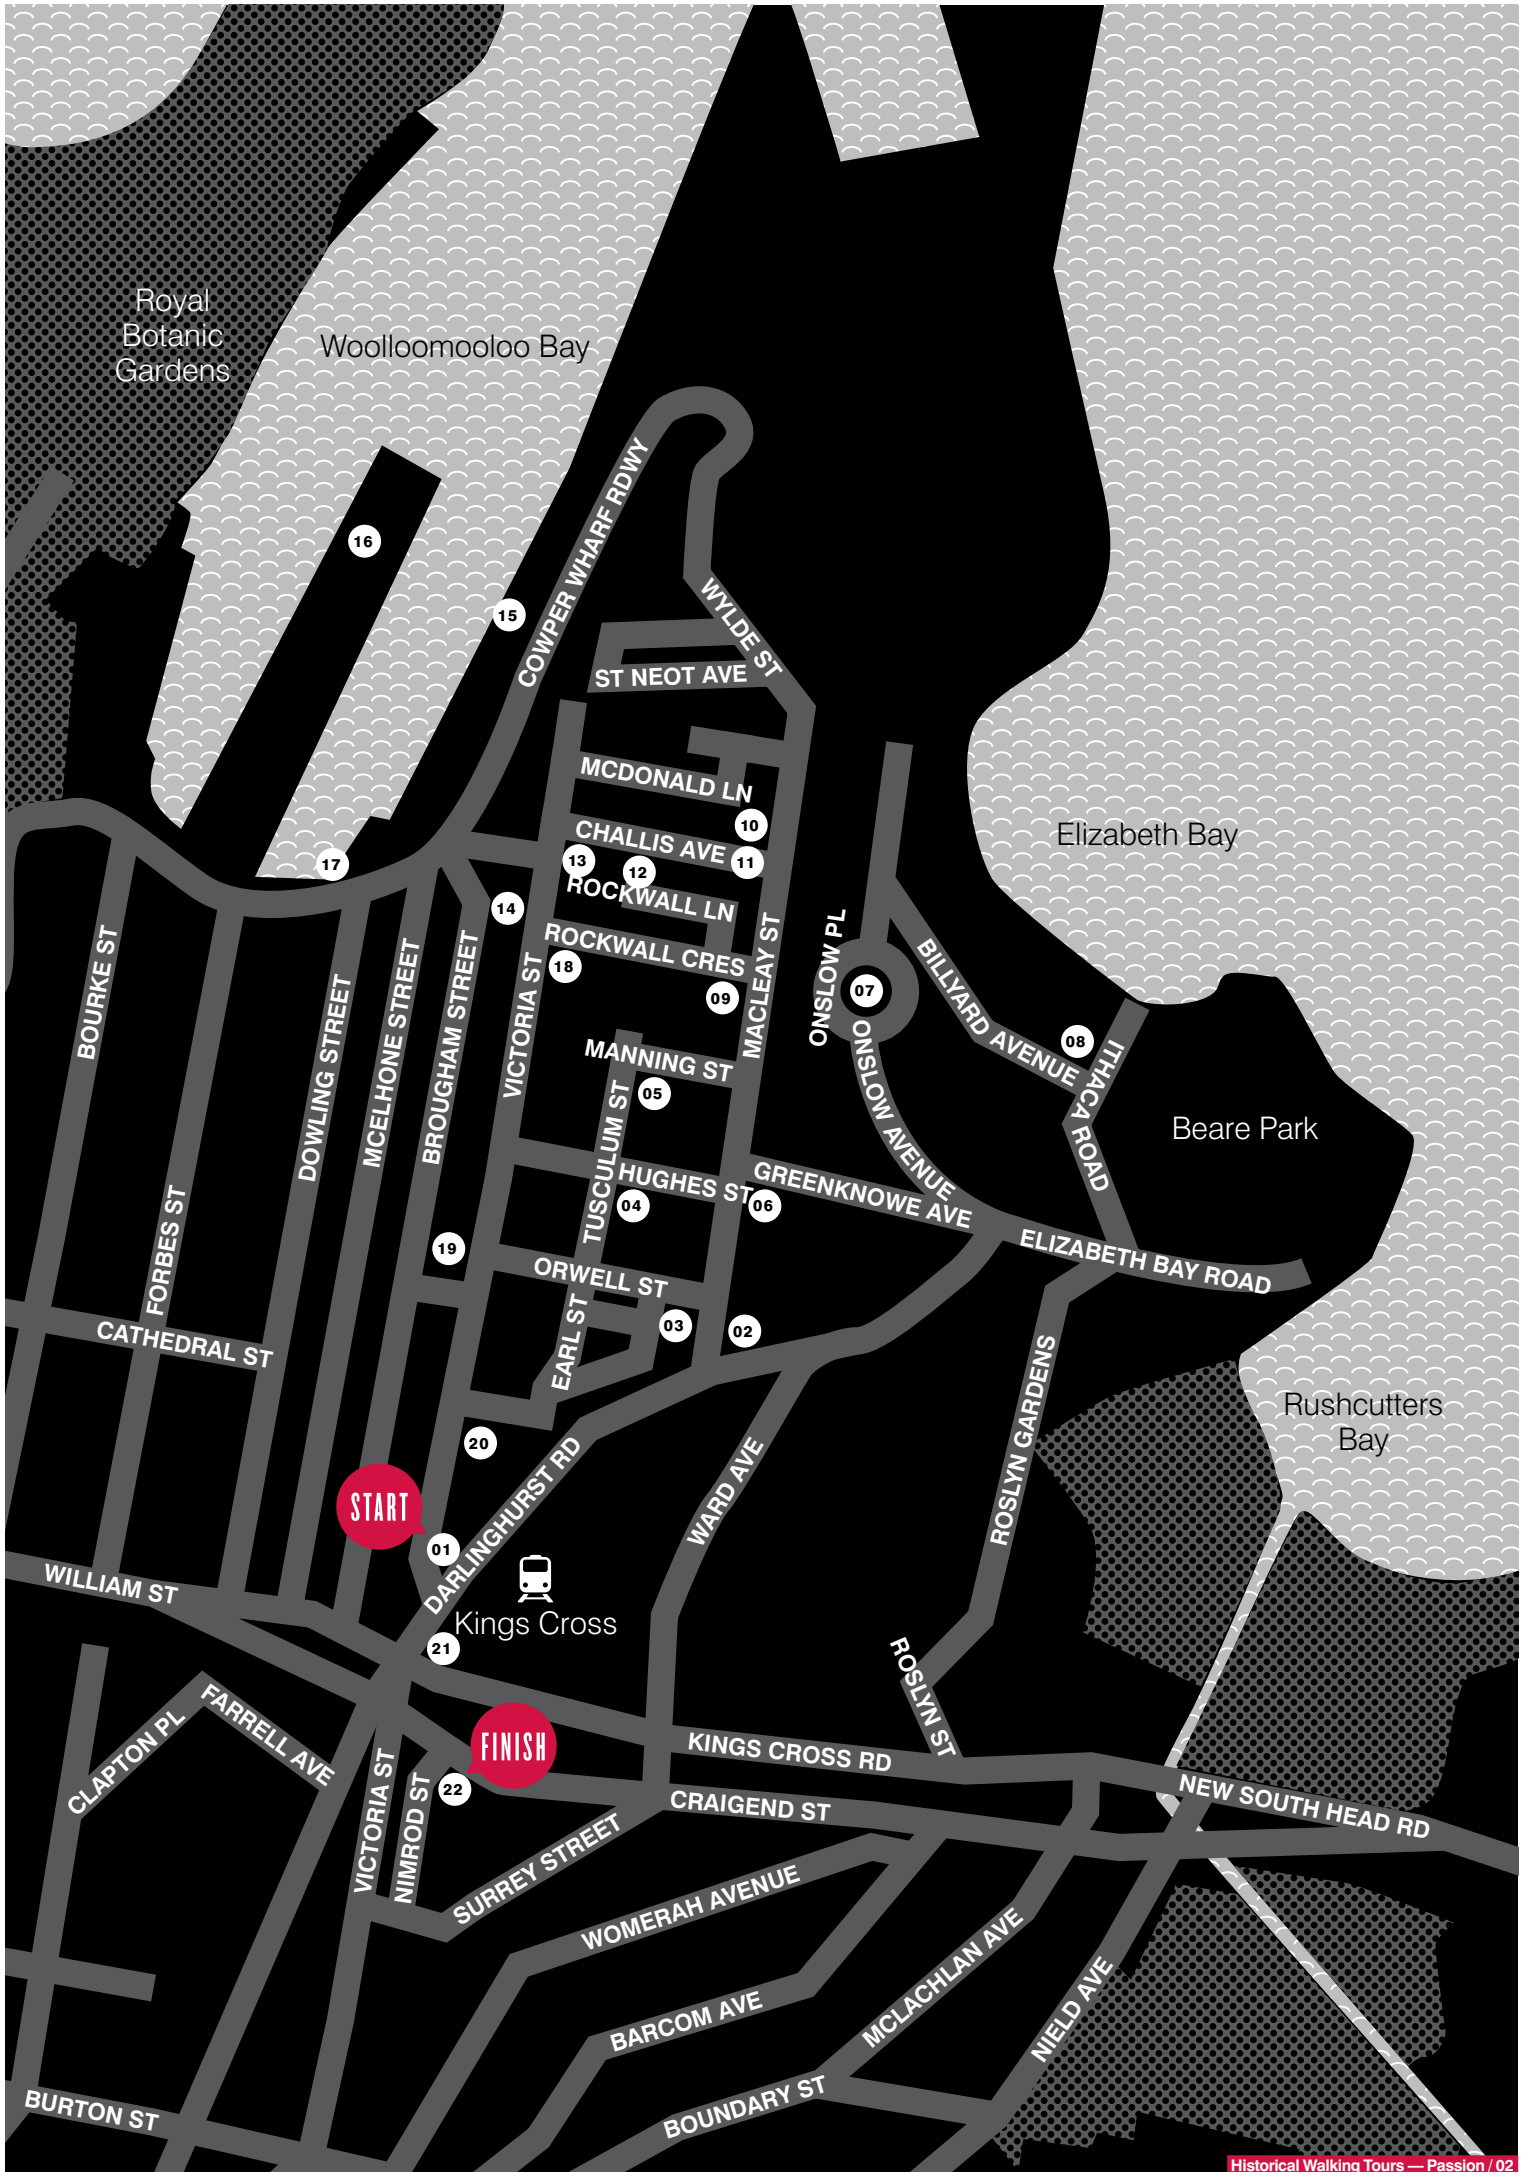 Royal
Botanic
Gardens
Woolloomooloo Bay
COWPER WHARF RDWY
16
15
WYLDE ST
ST NEOT AVE
MCDONALD LN
10
CHALLIS AVE
11
13
12
17
ROCKWALL LN
14
ROCKWALL CRES
18
09
Elizabeth Bay
ONSLOW PL
07
BILLYARD AVENUE
08
ITHACA ROAD
MACLEAY ST
VICTORIA ST
BOURKE ST
DOWLING STREET
MCELHONE STREET
BROUGHAM STREET
MANNING ST
05
ONSLOW AVENUE
Beare Park
TUSCULUM ST
HUGHES ST
04
06
GREENKNOWE AVE
FORBES ST
19
ELIZABETH BAY ROAD
ORWELL ST
03
02
CATHEDRAL ST
EARL ST
ROSLYN GARDENS
Rushcutters
Bay
20
DARLINGHURST RD
WARD AVE
START
01
WILLIAM ST
Kings Cross
21
ROSLYN ST
FARRELL AVE
CLAPTON PL
FINISH
KINGS CROSS RD
22
VICTORIA ST
NIMROD ST
CRAIGEND ST
NEW SOUTH HEAD RD
SURREY STREET
WOMERAH AVENUE
MCLACHLAN AVE
NIELD AVE
BARCOM AVE
BOUNDARY ST
BURTON ST
Historical Walking Tours — Passion / 02